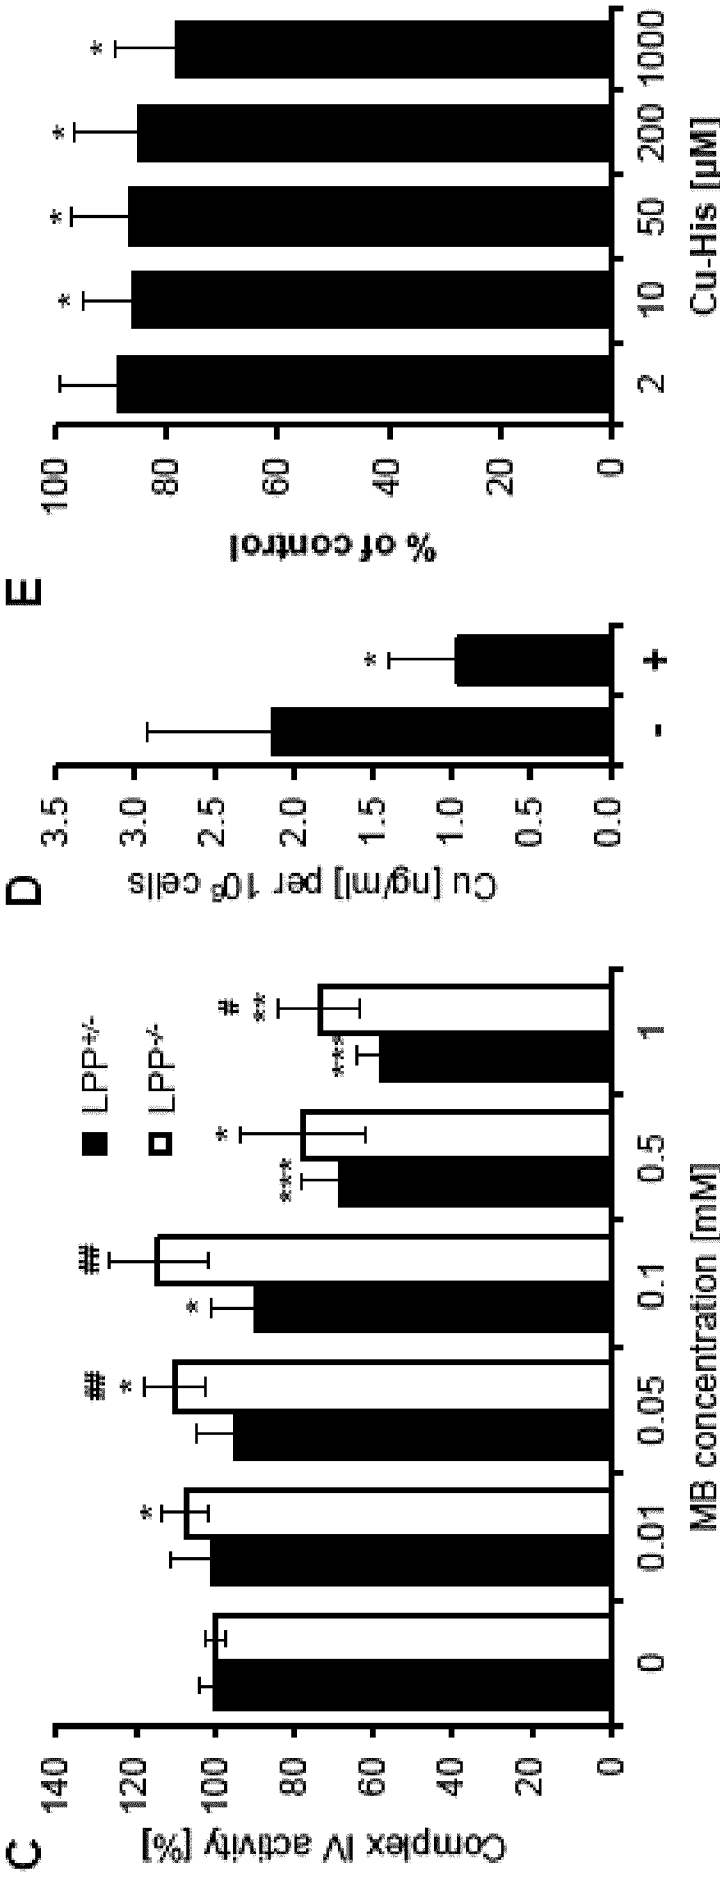 C
Complex IV activity [%]
140
120
100
80
60
40
20
0
■ LPP+/-
□ LPP-/-
*
##
*
*
##
***
*
***
**
#
0 0.01 0.05 0.1 0.5 1
MB concentration [mM]
D
Cu [ng/ml] per 10⁶ cells
3.5
3.0
2.5
2.0
1.5
1.0
0.5
0.0
*
- +
E
% of control
100
80
60
40
20
0
* * * *
2 10 50 200 1000
Cu-His [µM]